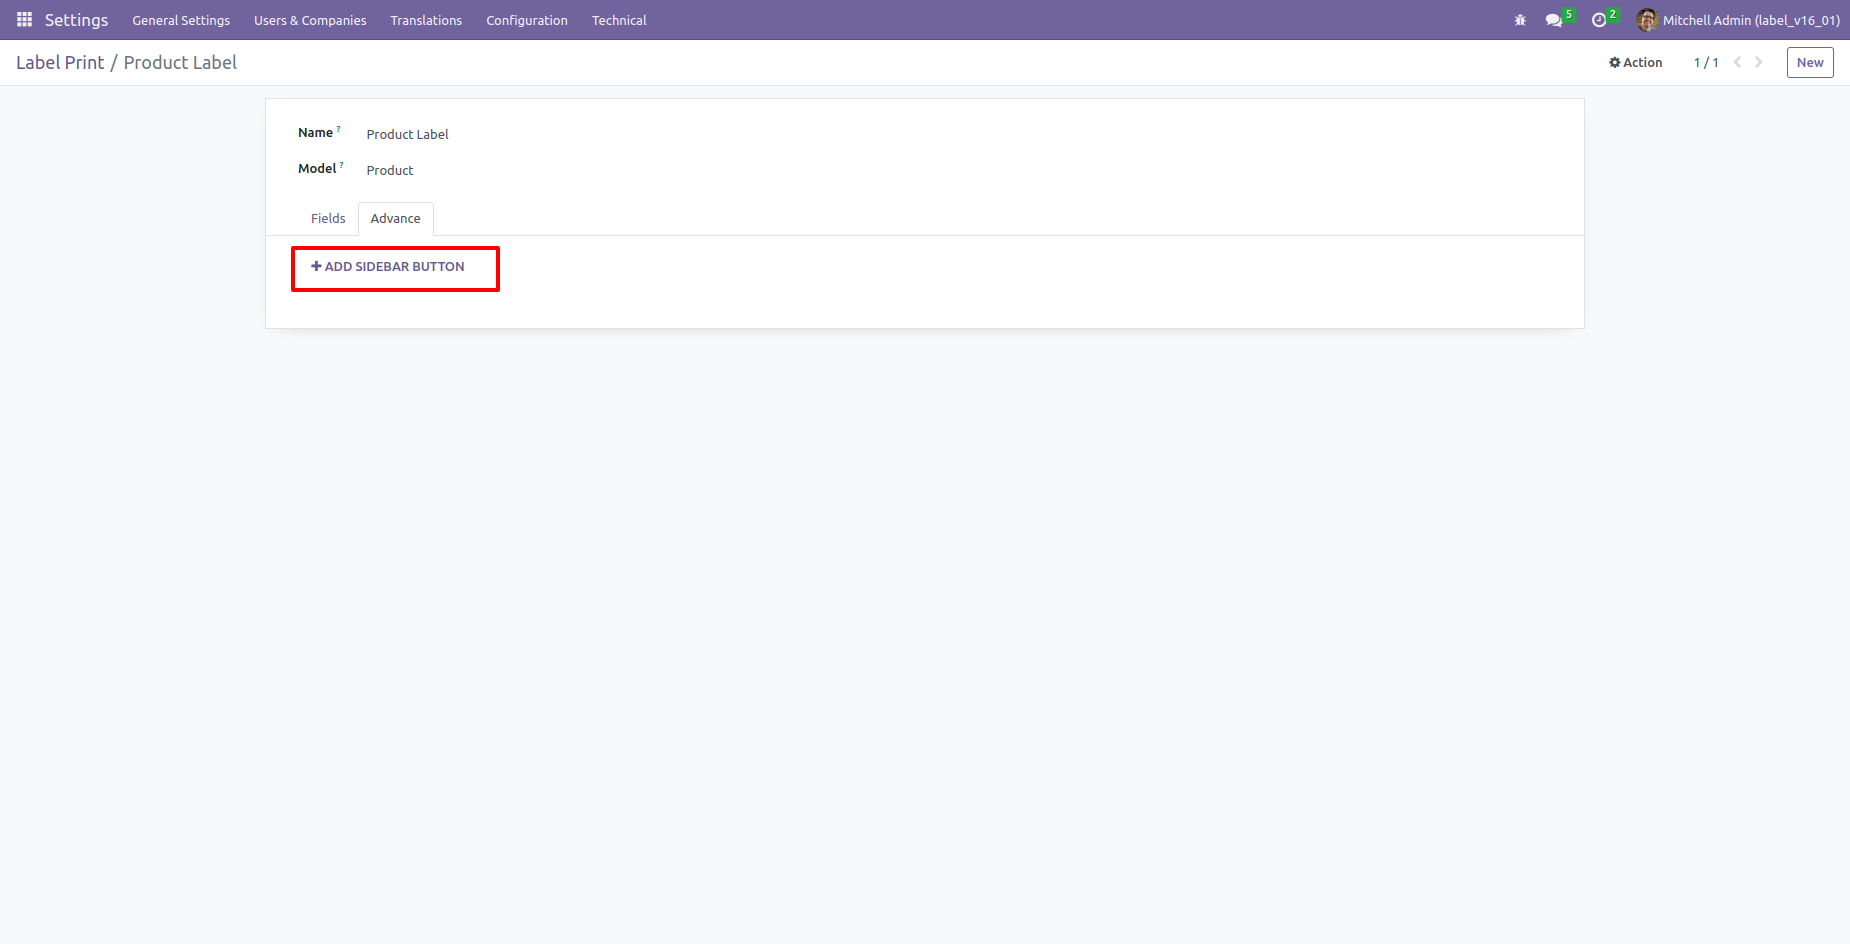 Settings General Settings Users & Companies Translations Configuration Technical 5 2 Mitchell Admin (label_v16_01)
Label Print / Product Label Action 1 / 1 New
Name ? Product Label
Model ? Product
Fields Advance
+ ADD SIDEBAR BUTTON